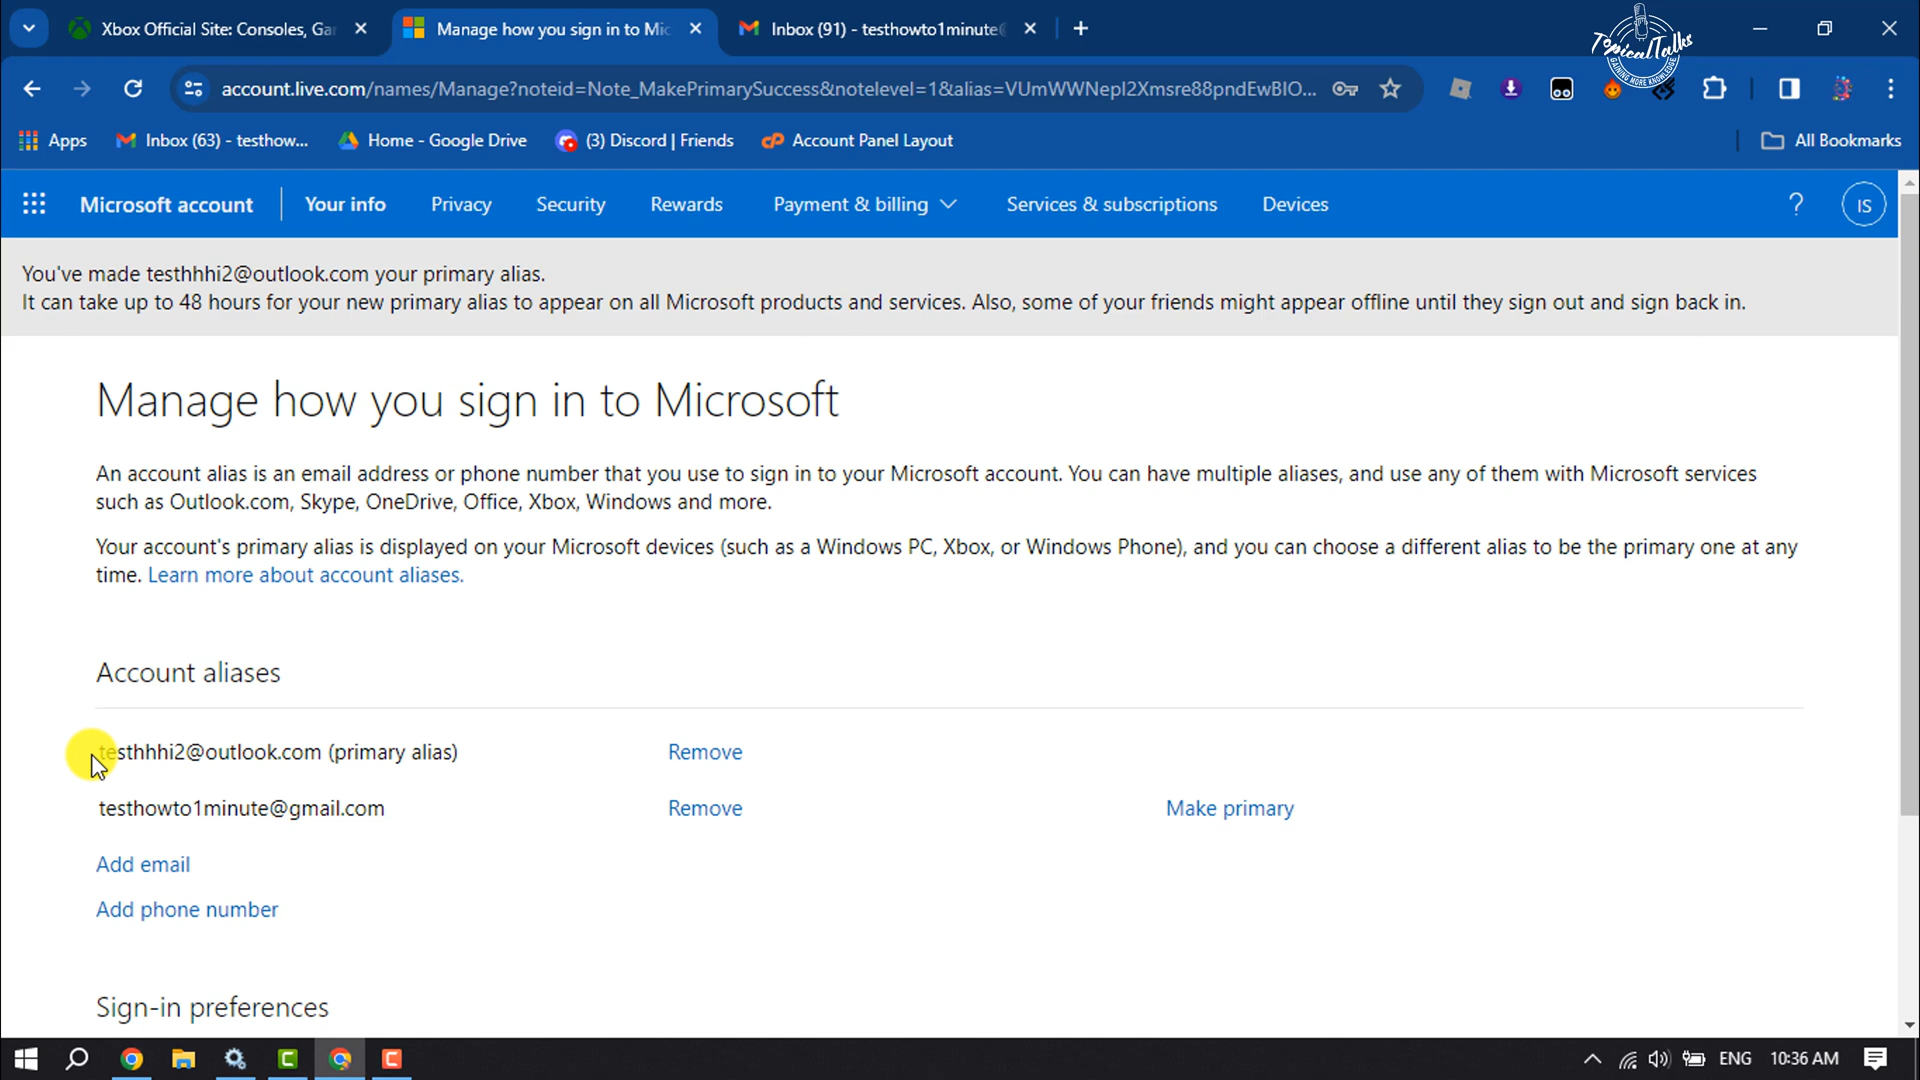 Xbox Official Site: Consoles, Gar
Manage how you sign in to Mic
Inbox (91) - testhowto1minute@
TopicalTalks
GAINING MORE KNOWLEDGE
account.live.com/names/Manage?noteid=Note_MakePrimarySuccess&notelevel=1&alias=VUmWWNepI2Xmsre88pndEwBIO...
Apps
Inbox (63) - testhow...
Home - Google Drive
(3) Discord | Friends
Account Panel Layout
All Bookmarks
Microsoft account
Your info
Privacy
Security
Rewards
Payment & billing
Services & subscriptions
Devices
?
IS
You've made testhhhi2@outlook.com your primary alias.
It can take up to 48 hours for your new primary alias to appear on all Microsoft products and services. Also, some of your friends might appear offline until they sign out and sign back in.
Manage how you sign in to Microsoft
An account alias is an email address or phone number that you use to sign in to your Microsoft account. You can have multiple aliases, and use any of them with Microsoft services
such as Outlook.com, Skype, OneDrive, Office, Xbox, Windows and more.
Your account's primary alias is displayed on your Microsoft devices (such as a Windows PC, Xbox, or Windows Phone), and you can choose a different alias to be the primary one at any
time. Learn more about account aliases.
Account aliases
testhhhi2@outlook.com (primary alias)
Remove
testhowto1minute@gmail.com
Remove
Make primary
Add email
Add phone number
Sign-in preferences
ENG
10:36 AM